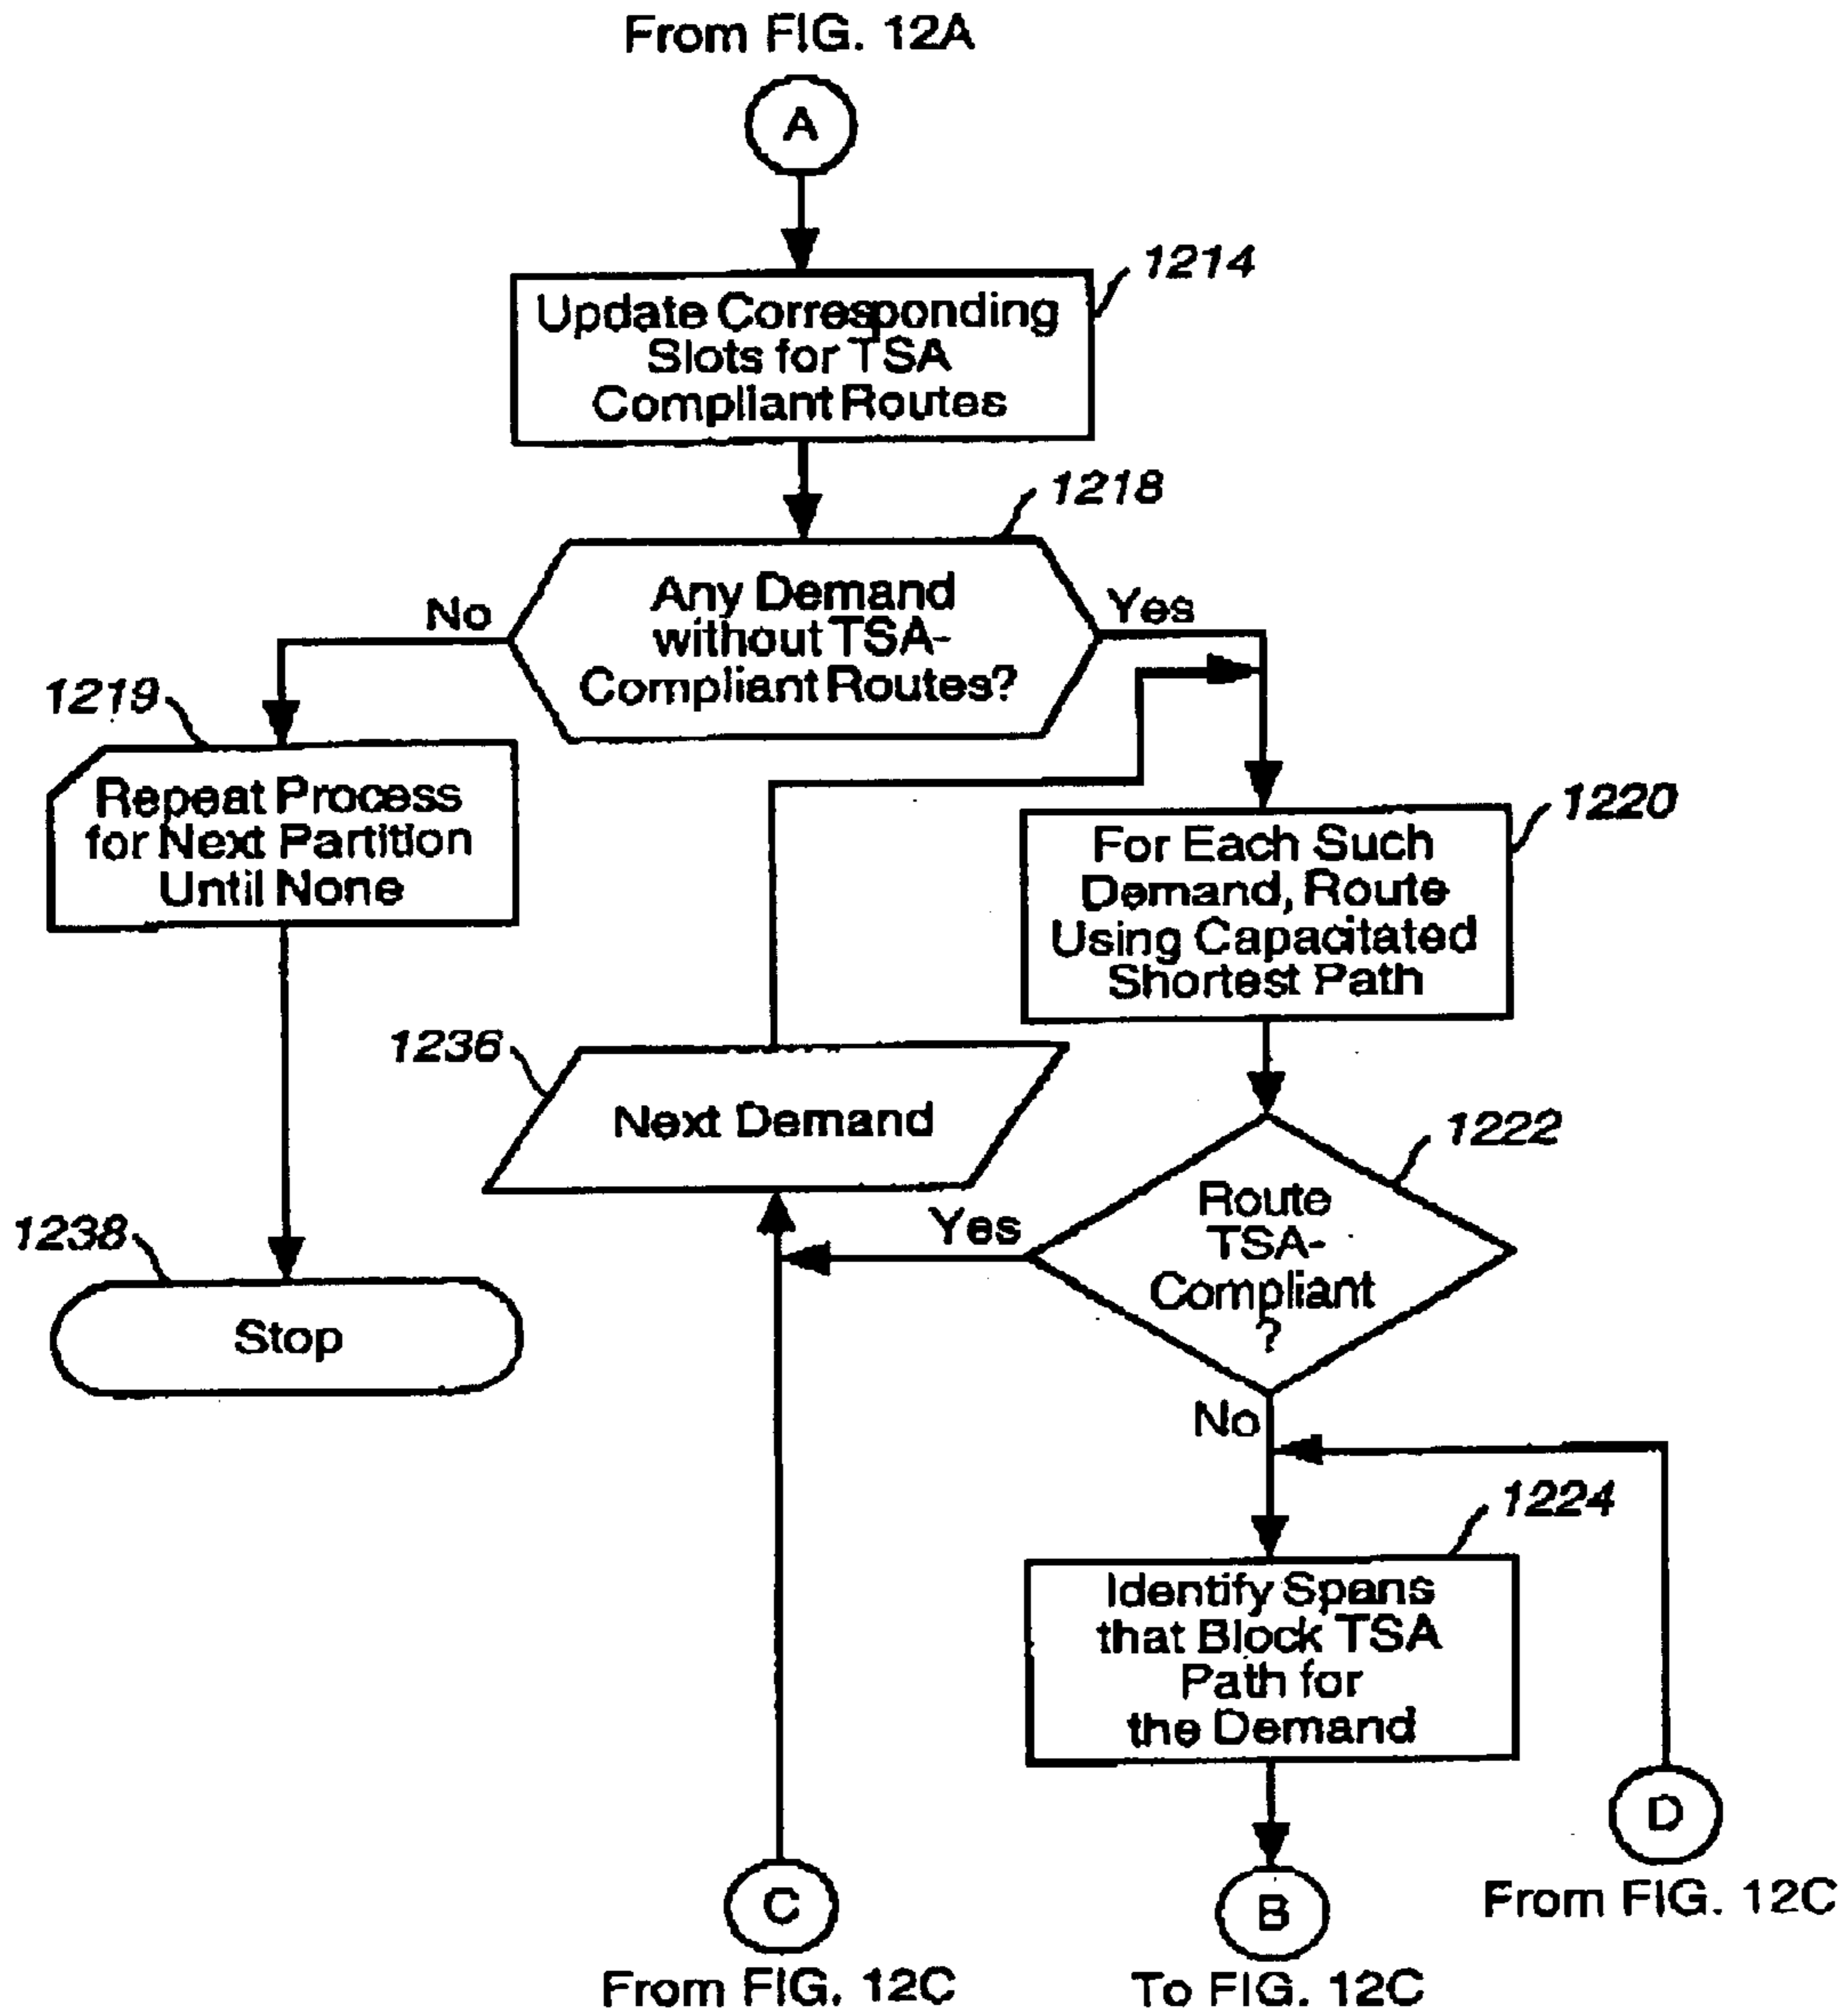 From FIG. 12A
A
1214
Update Corresponding
Slots for TSA
Compliant Routes
1218
Any Demand
without TSA-
Compliant Routes?
No
Yes
1219
Repeat Process
for Next Partition
Until None
1220
For Each Such
Demand, Route
Using Capacitated
Shortest Path
1236
Next Demand
1222
Route
TSA-
Compliant
?
Yes
No
1238
Stop
1224
Identify Spans
that Block TSA
Path for
the Demand
D
From FIG. 12C
C
From FIG. 12C
B
To FIG. 12C